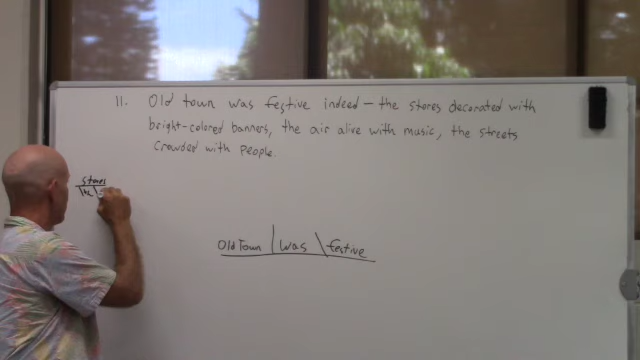 11. Old town was festive indeed – the stores decorated with
bright-colored banners, the air alive with music, the streets
crowded with people.
stores
Old Town | was \ festive